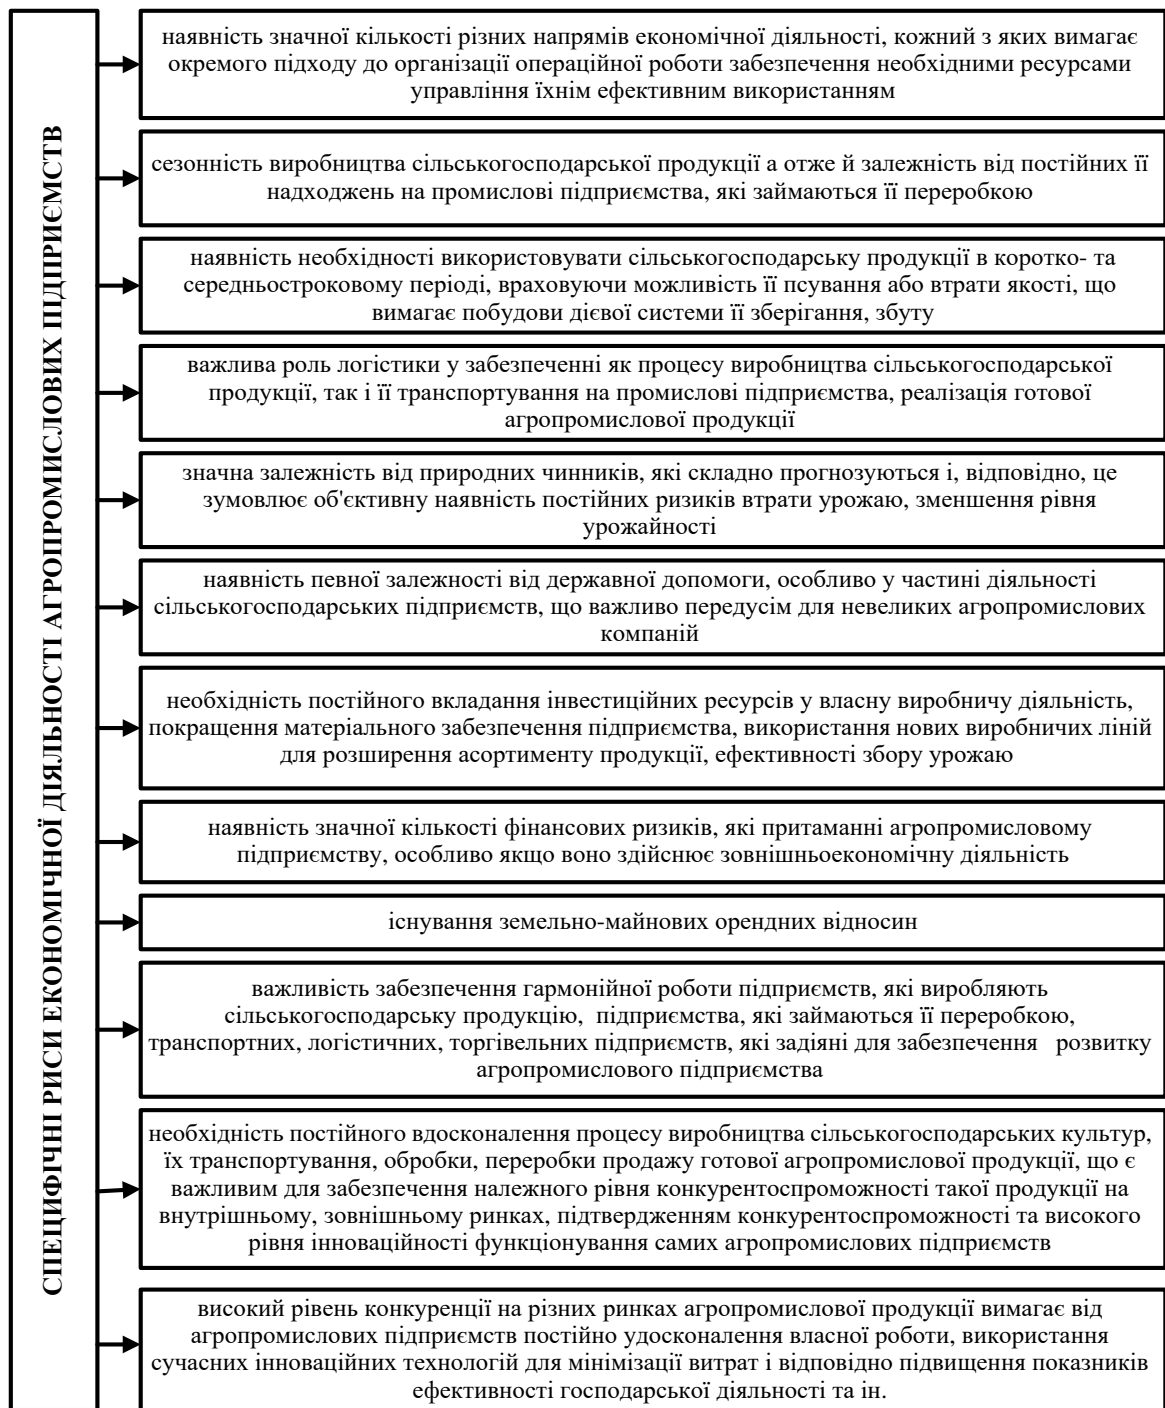 СПЕЦИФІЧНІ РИСИ ЕКОНОМІЧНОЇ ДІЯЛЬНОСТІ АГРОПРОМИСЛОВИХ ПІДПРИЄМСТВ
наявність значної кількості різних напрямів економічної діяльності, кожний з яких вимагає
окремого підходу до організації операційної роботи забезпечення необхідними ресурсами
управління їхнім ефективним використанням
сезонність виробництва сільськогосподарської продукції а отже й залежність від постійних її
надходжень на промислові підприємства, які займаються її переробкою
наявність необхідності використовувати сільськогосподарську продукції в коротко- та
середньостроковому періоді, враховуючи можливість її псування або втрати якості, що
вимагає побудови дієвої системи її зберігання, збуту
важлива роль логістики у забезпеченні як процесу виробництва сільськогосподарської
продукції, так і її транспортування на промислові підприємства, реалізація готової
агропромислової продукції
значна залежність від природних чинників, які складно прогнозуються і, відповідно, це
зумовлює об'єктивну наявність постійних ризиків втрати урожаю, зменшення рівня
урожайності
наявність певної залежності від державної допомоги, особливо у частині діяльності
сільськогосподарських підприємств, що важливо передусім для невеликих агропромислових
компаній
необхідність постійного вкладання інвестиційних ресурсів у власну виробничу діяльність,
покращення матеріального забезпечення підприємства, використання нових виробничих ліній
для розширення асортименту продукції, ефективності збору урожаю
наявність значної кількості фінансових ризиків, які притаманні агропромисловому
підприємству, особливо якщо воно здійснює зовнішньоекономічну діяльність
існування земельно-майнових орендних відносин
важливість забезпечення гармонійної роботи підприємств, які виробляють
сільськогосподарську продукцію, підприємства, які займаються її переробкою,
транспортних, логістичних, торгівельних підприємств, які задіяні для забезпечення розвитку
агропромислового підприємства
необхідність постійного вдосконалення процесу виробництва сільськогосподарських культур,
їх транспортування, обробки, переробки продажу готової агропромислової продукції, що є
важливим для забезпечення належного рівня конкурентоспроможності такої продукції на
внутрішньому, зовнішньому ринках, підтвердженням конкурентоспроможності та високого
рівня інноваційності функціонування самих агропромислових підприємств
високий рівень конкуренції на різних ринках агропромислової продукції вимагає від
агропромислових підприємств постійно удосконалення власної роботи, використання
сучасних інноваційних технологій для мінімізації витрат і відповідно підвищення показників
ефективності господарської діяльності та ін.